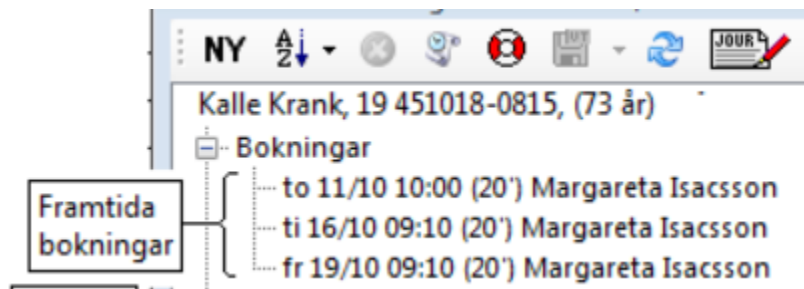 NY A Z JOUR
Kalle Krank, 19 451018-0815, (73 år)
Bokningar
Framtida
bokningar
to 11/10 10:00 (20') Margareta Isacsson
ti 16/10 09:10 (20') Margareta Isacsson
fr 19/10 09:10 (20') Margareta Isacsson